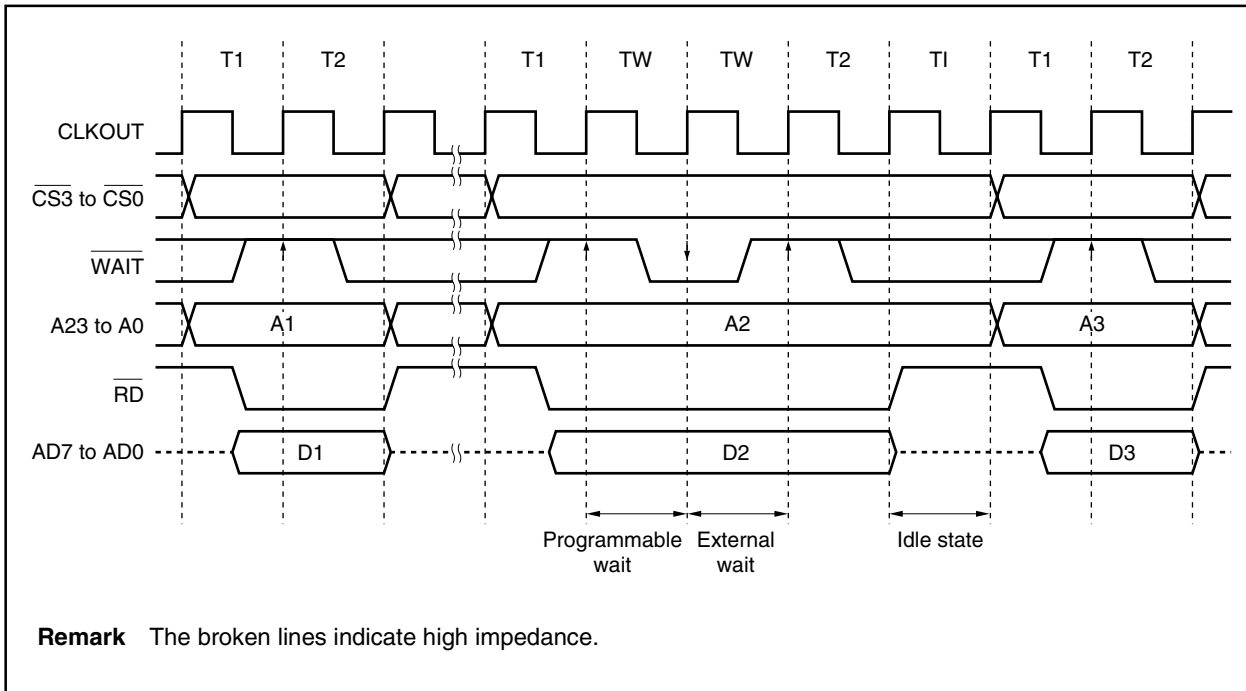 T1 T2 T1 TW TW T2 TI T1 T2
CLKOUT
CS3 to CS0
WAIT
A23 to A0 A1 A2 A3
RD
AD7 to AD0 D1 D2 D3
Programmable wait
External wait
Idle state
Remark The broken lines indicate high impedance.